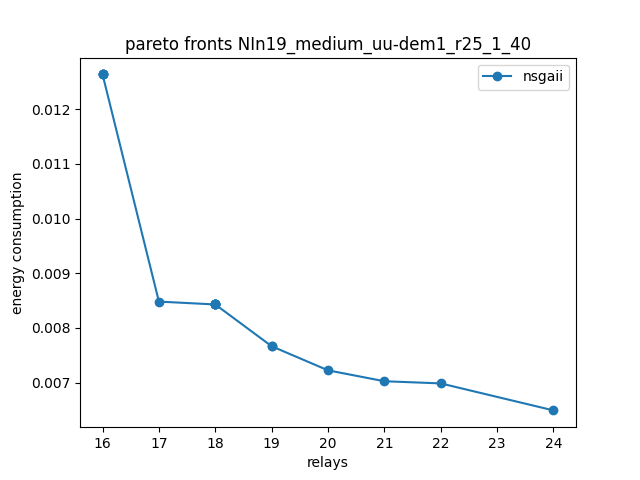 pareto fronts NIn19_medium_uu-dem1_r25_1_40
nsgaii
0.012
0.011
0.010
0.009
0.008
0.007
energy consumption
16 17 18 19 20 21 22 23 24
relays